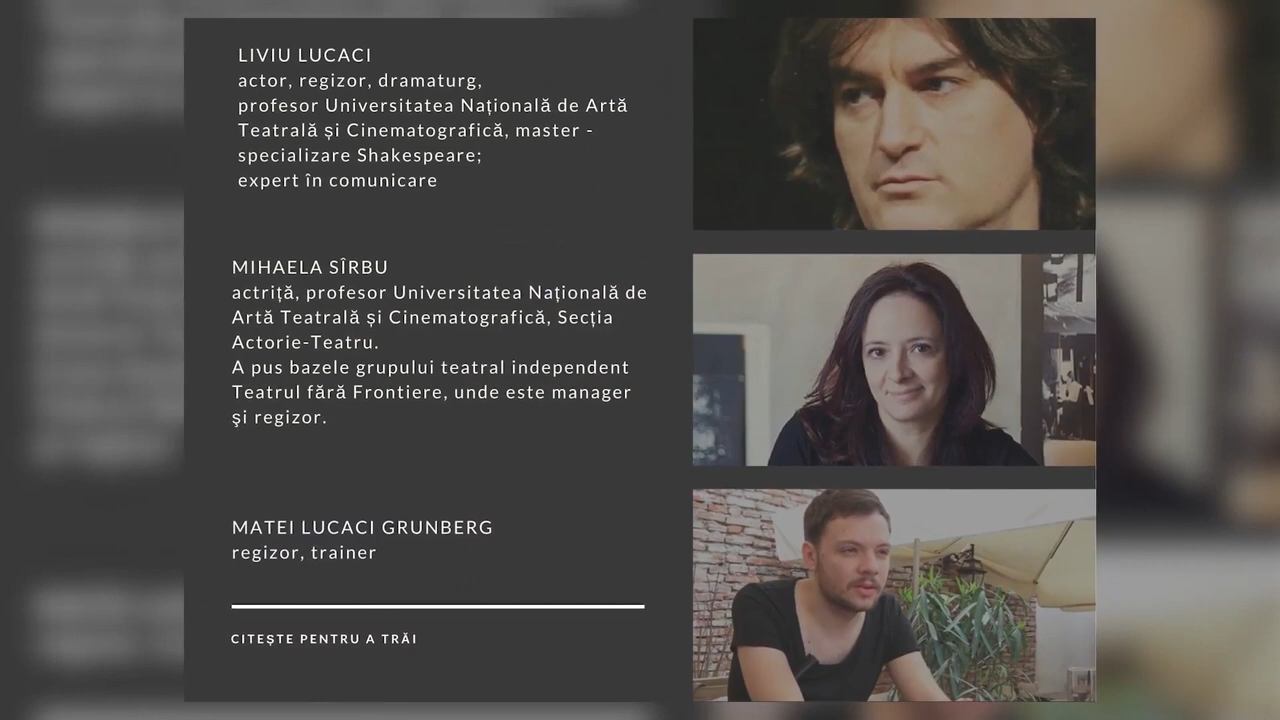 LIVIU LUCACI
actor, regizor, dramaturg,
profesor Universitatea Națională de Artă
Teatrală și Cinematografică, master -
specializare Shakespeare;
expert în comunicare
MIHAELA SÎRBU
actriță, profesor Universitatea Națională de
Artă Teatrală și Cinematografică, Secția
Actorie-Teatru.
A pus bazele grupului teatral independent
Teatrul fără Frontiere, unde este manager
şi regizor.
MATEI LUCACI GRUNBERG
regizor, trainer
CITEȘTE PENTRU A TRĂI